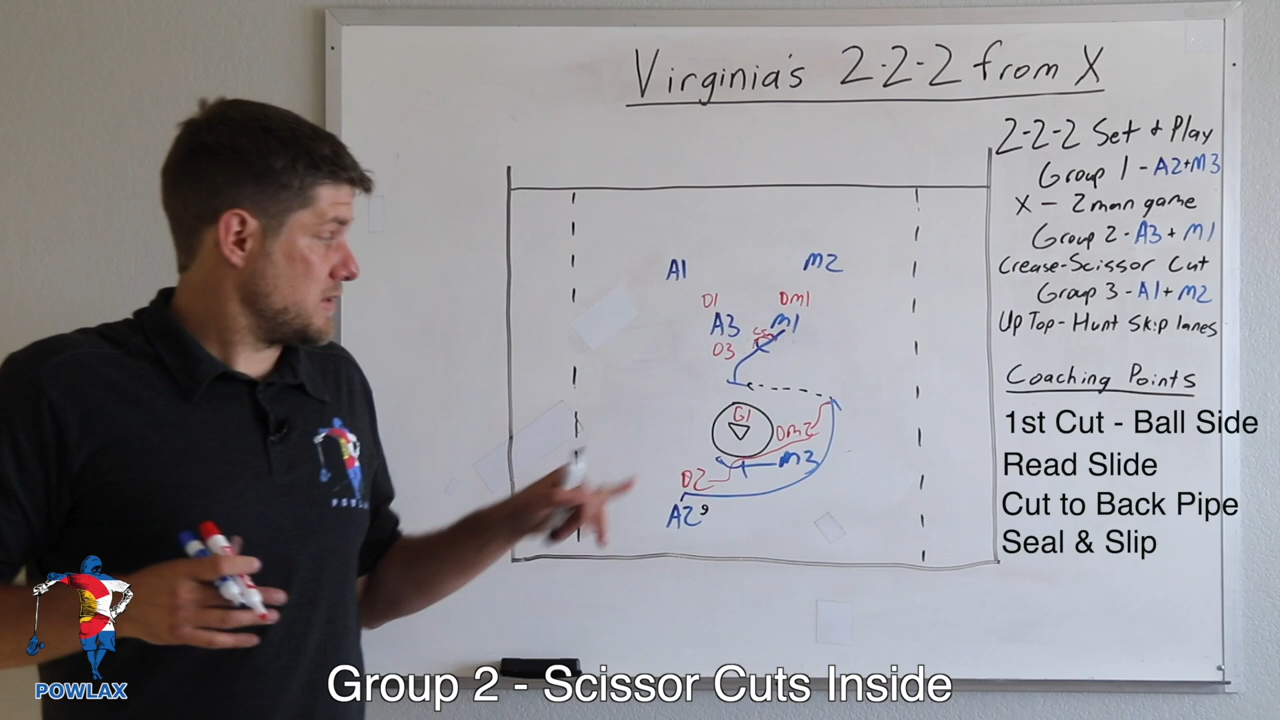 Virginia's 2-2-2 from X
2-2-2 Set + Play
Group 1 - A2+M3
X - 2 man game
Group 2 - A3 + M1
Crease-Scissor Cut
Group 3 - A1 + M2
Up Top - Hunt Skip lanes
Coaching Points
1st Cut - Ball Side
Read Slide
Cut to Back Pipe
Seal & Slip
A1 M2
D1 DM1
A3 M1
D3
G1
DM2
M3
D2
A2
POWLAX
POWLAX
Group 2 - Scissor Cuts Inside